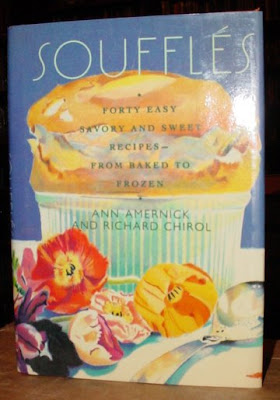 SOUFFLÉS
FORTY EASY
SAVORY AND SWEET
RECIPES—
FROM BAKED TO
FROZEN
ANN AMERNICK
AND RICHARD CHIROL